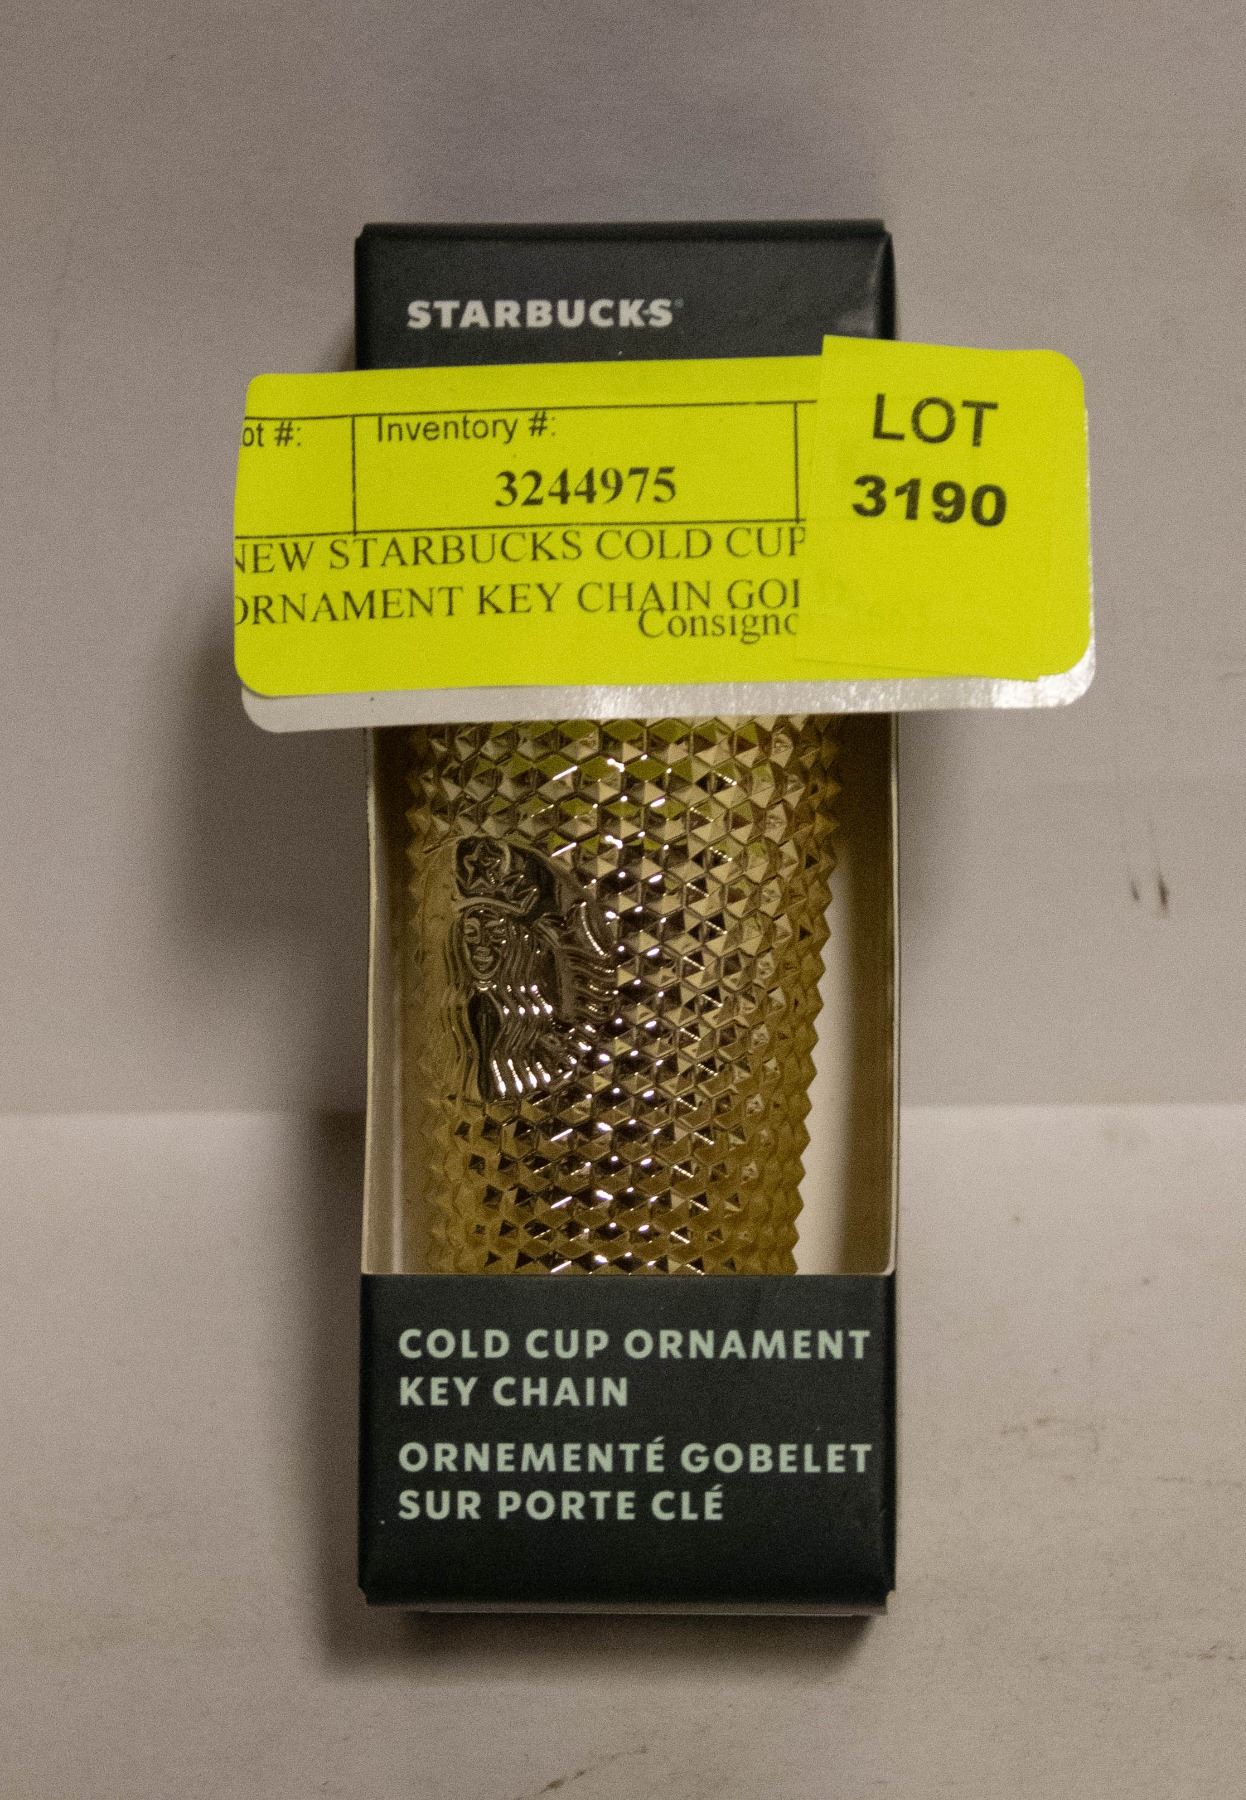 STARBUCKS®
ot #:
Inventory #:
3244975
LOT
3190
NEW STARBUCKS COLD CUP
ORNAMENT KEY CHAIN GOL
Consigno
COLD CUP ORNAMENT
KEY CHAIN
ORNEMENTÉ GOBELET
SUR PORTE CLÉ